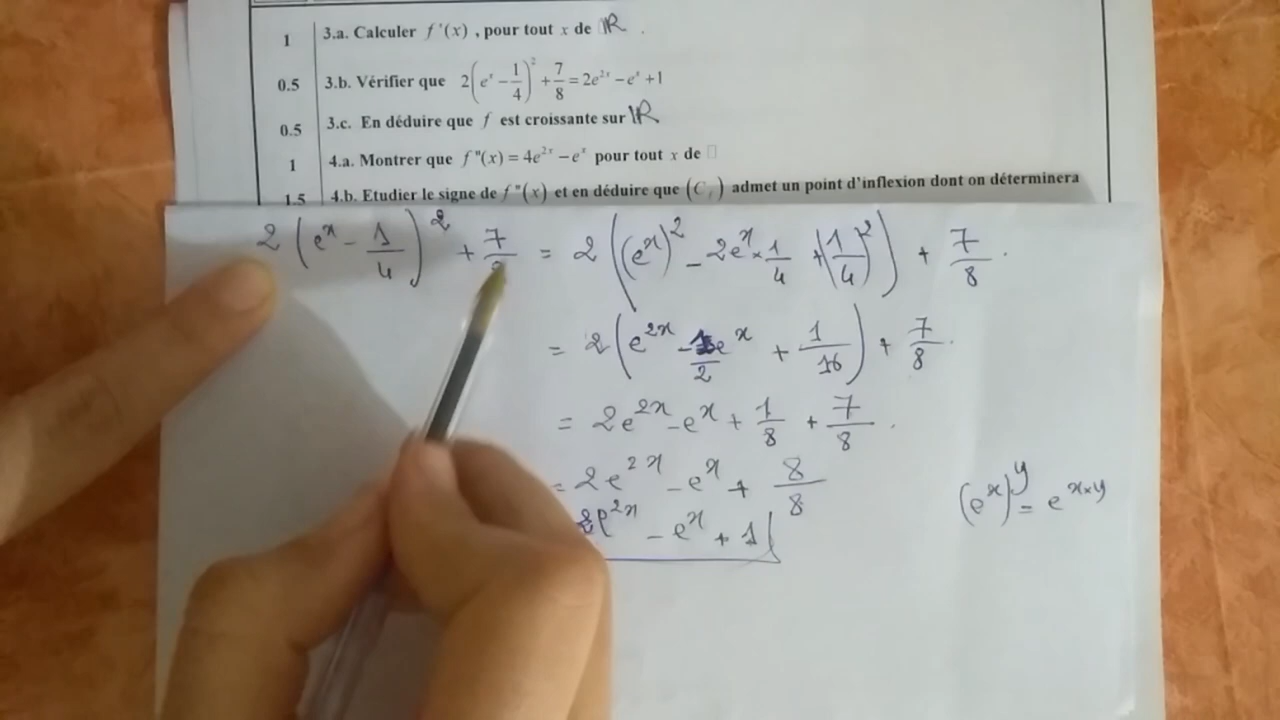 1 3.a. Calculer f '(x) , pour tout x de ℝ .
0.5 3.b. Vérifier que 2(eˣ − 1/4)² + 7/8 = 2e²ˣ − eˣ + 1
0.5 3.c. En déduire que f est croissante sur ℝ
1 4.a. Montrer que f "(x) = 4e²ˣ − eˣ pour tout x de □
1.5 4.b. Etudier le signe de f "(x) et en déduire que (C_f) admet un point d'inflexion dont on déterminera
2(eˣ − 1/4)² + 7/8 = 2((eˣ)² − 2eˣ × 1/4 + (1/4)²) + 7/8 .
= 2(e²ˣ − 1/2 eˣ + 1/16) + 7/8 .
= 2e²ˣ − eˣ + 1/8 + 7/8 .
= 2e²ˣ − eˣ + 8/8
2e²ˣ − eˣ + 1
(eˣ)ʸ = eˣ×ʸ